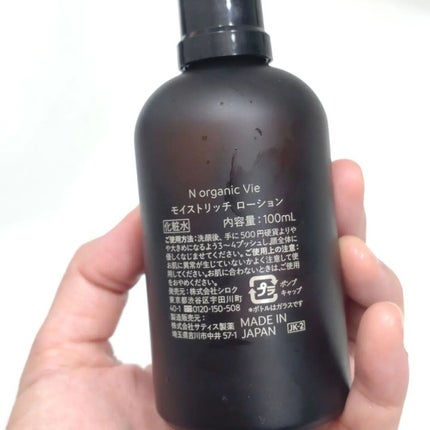 N organic Vie
モイストリッチ ローション
化粧水 内容量:100mL
ご使用方法:洗顔後、手に500円硬貨よりや
や大きめになるよう3~4プッシュし、顔全体に
優しくなじませてください。ご使用上の注意:
お肌に異常が生じていないかよく注意して使
用してください。お肌に合わないときは、ご使用
をおやめください。
発売元:株式会社シロク
東京都渋谷区宇田川町
40-1 0120-150-508
製造販売元:
株式会社サティス製薬
埼玉県吉川市中井 57-1
プラ
ポンプ
キャップ
*ボトルはガラスです
MADE IN
JAPAN
JK-2